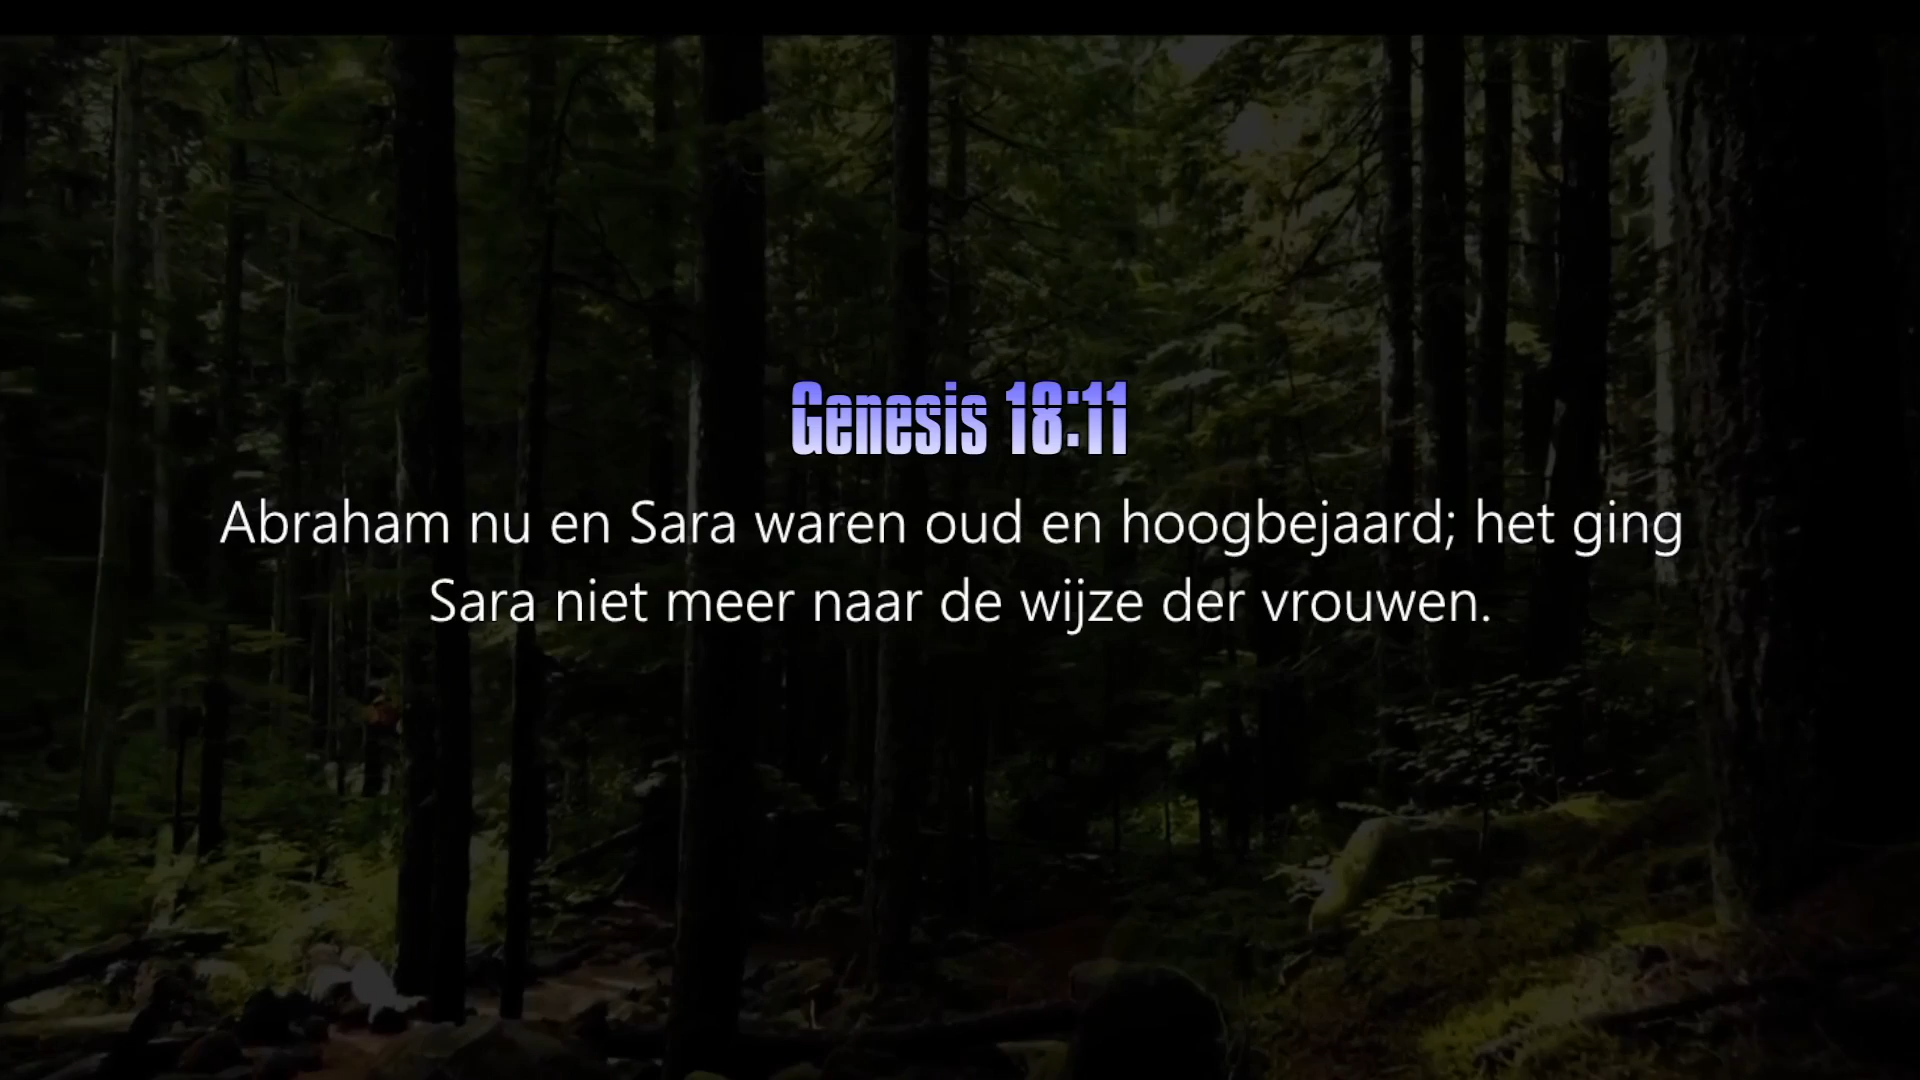 Genesis 18:11
Abraham nu en Sara waren oud en hoogbejaard; het ging
Sara niet meer naar de wijze der vrouwen.